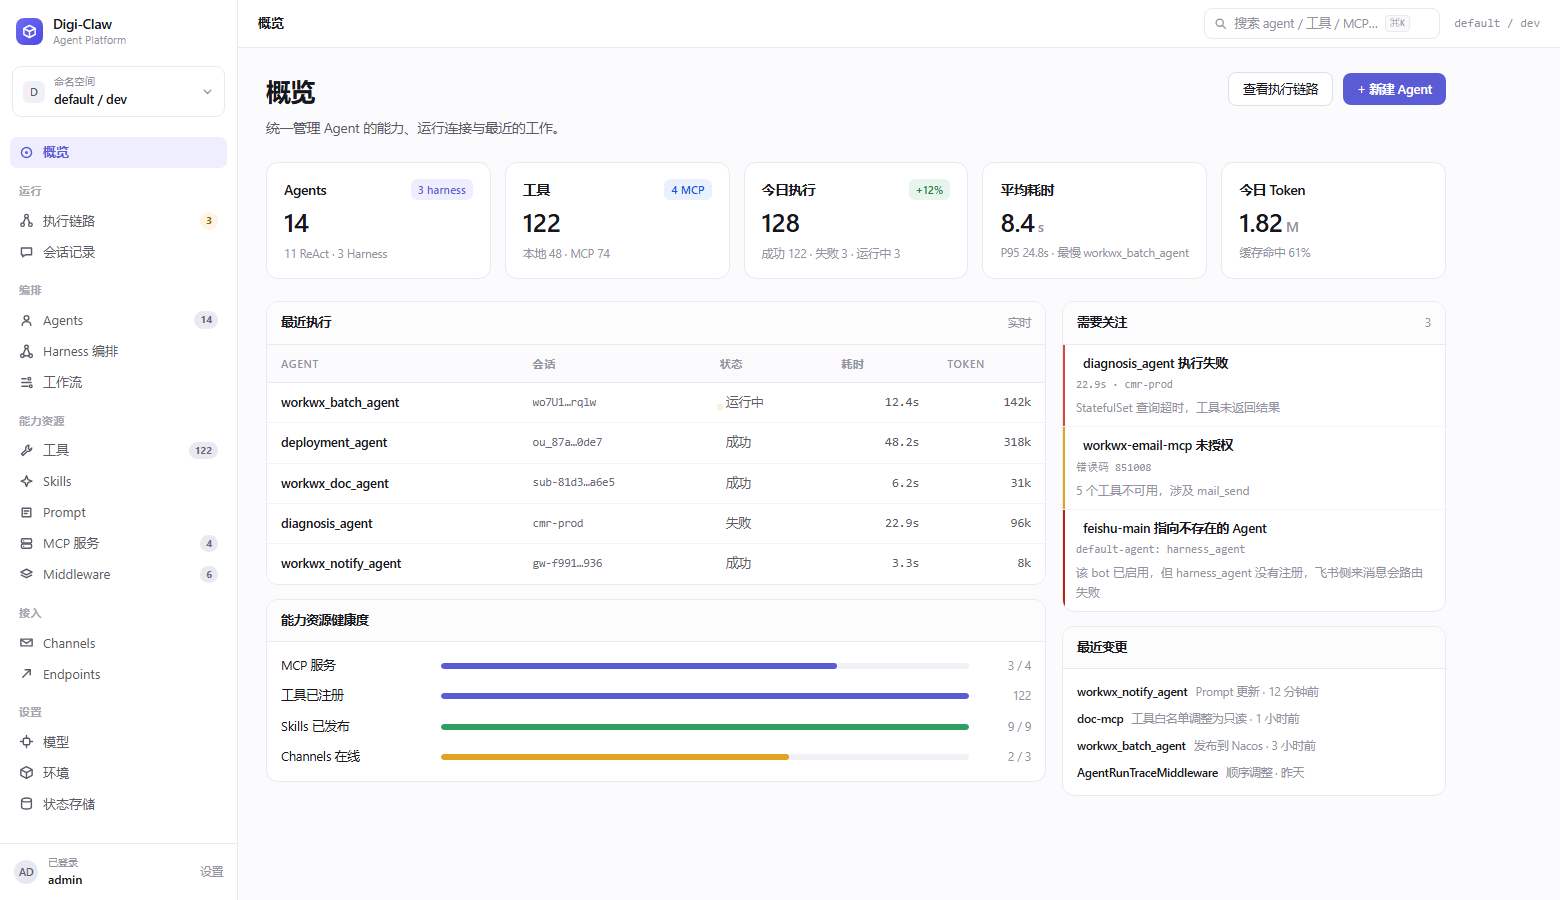 Digi-Claw
Agent Platform
D
命名空间
default / dev
概览
运行
执行链路 3
会话记录
编排
Agents 14
Harness 编排
工作流
能力资源
工具 122
Skills
Prompt
MCP 服务 4
Middleware 6
接入
Channels
Endpoints
设置
模型
环境
状态存储
AD
已登录
admin
设置
概览
搜索 agent / 工具 / MCP... ⌘K
default / dev
概览
统一管理 Agent 的能力、运行连接与最近的工作。
查看执行链路
+ 新建 Agent
Agents 3 harness
14
11 ReAct · 3 Harness
工具 4 MCP
122
本地 48 · MCP 74
今日执行 +12%
128
成功 122 · 失败 3 · 运行中 3
平均耗时
8.4 s
P95 24.8s · 最慢 workwx_batch_agent
今日 Token
1.82 M
缓存命中 61%
最近执行 实时
AGENT 会话 状态 耗时 TOKEN
workwx_batch_agent wo7U1…rqlw 运行中 12.4s 142k
deployment_agent ou_87a…0de7 成功 48.2s 318k
workwx_doc_agent sub-81d3…a6e5 成功 6.2s 31k
diagnosis_agent cmr-prod 失败 22.9s 96k
workwx_notify_agent gw-f991…936 成功 3.3s 8k
能力资源健康度
MCP 服务 3 / 4
工具已注册 122
Skills 已发布 9 / 9
Channels 在线 2 / 3
需要关注 3
diagnosis_agent 执行失败
22.9s · cmr-prod
StatefulSet 查询超时，工具未返回结果
workwx-email-mcp 未授权
错误码 851008
5 个工具不可用，涉及 mail_send
feishu-main 指向不存在的 Agent
default-agent: harness_agent
该 bot 已启用，但 harness_agent 没有注册，飞书侧来消息会路由
失败
最近变更
workwx_notify_agent Prompt 更新 · 12 分钟前
doc-mcp 工具白名单调整为只读 · 1 小时前
workwx_batch_agent 发布到 Nacos · 3 小时前
AgentRunTraceMiddleware 顺序调整 · 昨天